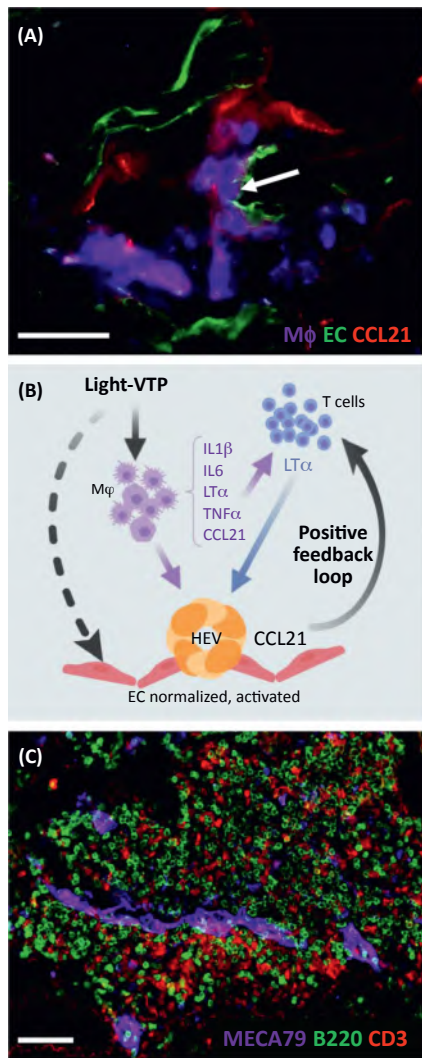 (A)
Mϕ EC CCL21
(B)
Light-VTP
T cells
IL1β
IL6
LTα
TNFα
CCL21
Mφ
LTα
Positive
feedback
loop
HEV
CCL21
EC normalized, activated
(C)
MECA79 B220 CD3